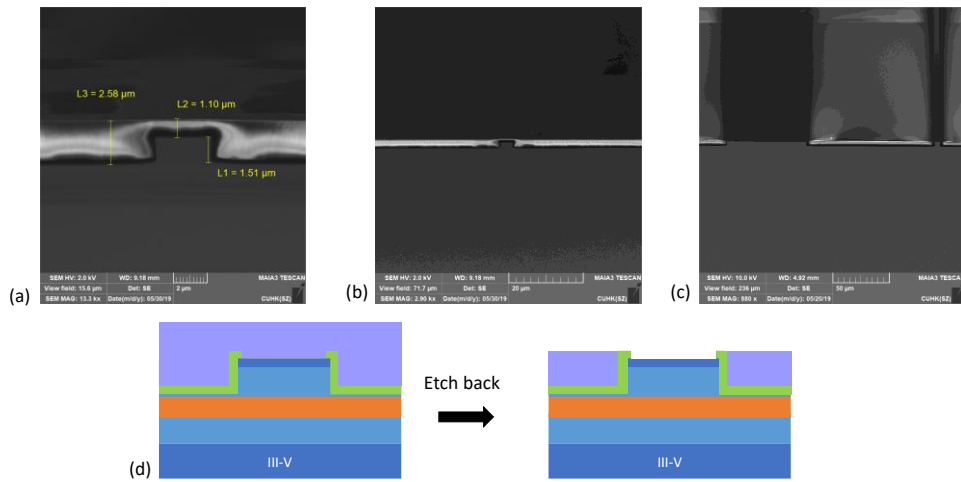 L3 = 2.58 µm
L2 = 1.10 µm
L1 = 1.51 µm
SEM HV: 2.0 kV WD: 9.18 mm MAIA3 TESCAN
View field: 15.6 µm Det: SE 2 µm
SEM MAG: 13.3 kx Date(m/d/y): 05/30/19 CUHK(SZ)
(a)
SEM HV: 2.0 kV WD: 9.18 mm MAIA3 TESCAN
View field: 71.7 µm Det: SE 20 µm
SEM MAG: 2.90 kx Date(m/d/y): 05/30/19 CUHK(SZ)
(b)
SEM HV: 10.0 kV WD: 4.92 mm MAIA3 TESCAN
View field: 236 µm Det: SE 50 µm
SEM MAG: 880 x Date(m/d/y): 05/20/19 CUHK(SZ)
(c)
Etch back
(d)
III-V
III-V